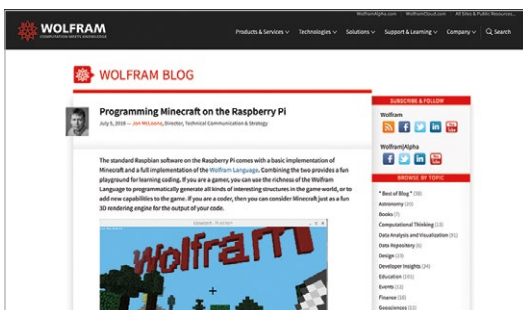 WolframAlpha.com | WolframCloud.com | All Sites & Public Resources...
WOLFRAM
COMPUTATION MEETS KNOWLEDGE
Products & Services Technologies Solutions Support & Learning Company Search
WOLFRAM BLOG
Programming Minecraft on the Raspberry Pi
July 5, 2018 — Jon McLoone, Director, Technical Communication & Strategy
The standard Raspbian software on the Raspberry Pi comes with a basic implementation of
Minecraft and a full implementation of the Wolfram Language. Combining the two provides a fun
playground for learning coding. If you are a gamer, you can use the richness of the Wolfram
Language to programmatically generate all kinds of interesting structures in the game world, or to
add new capabilities to the game. If you are a coder, then you can consider Minecraft just as a fun
3D rendering engine for the output of your code.
Wolfram
SUBSCRIBE & FOLLOW
Wolfram
Wolfram|Alpha
BROWSE BY TOPIC
* Best of Blog * (38)
Astronomy
Books (7)
Computational Thinking
Data Analysis and Visualization
Data Repository
Design
Developer Insights
Education
Events
Finance
Geosciences